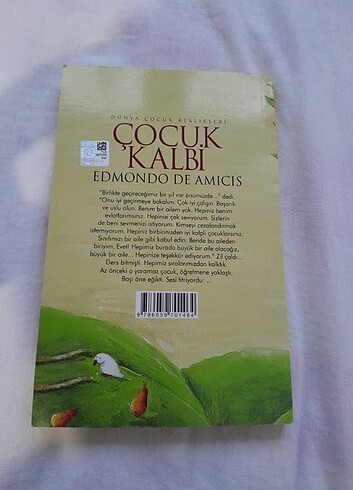 DÜNYA ÇOCUK KLASİKLERİ
ÇOCUK
KALBİ
EDMONDO DE AMICIS
"Birlikte geçireceğimiz bir yıl var önümüzde..." dedi.
"Onu iyi geçirmeye bakalım. Çok iyi çalışın. Başarılı
ve uslu olun. Benim bir ailem yok. Hepiniz benim
evlatlarımsınız. Hepinizi çok seviyorum. Sizlerin
de beni sevmenizi istiyorum. Kimseyi cezalandırmak
istemiyorum. Hepiniz birbirinizden iyi kalpli çocuklarsınız.
Sınıfımızı bir aile gibi kabul edin. Bende bu aileden
biriyim. Evet! Hepimiz burada büyük bir aile olacağız,
büyük bir aile... Hepinize teşekkür ediyorum." Zil çaldı...
Ders bitmişti. Hepimiz sıralarımızdan kalktık.
Az önceki o yaramaz çocuk, öğretmene yaklaştı.
Başı öne eğikti. Sesi titriyordu: ...
9786059701464